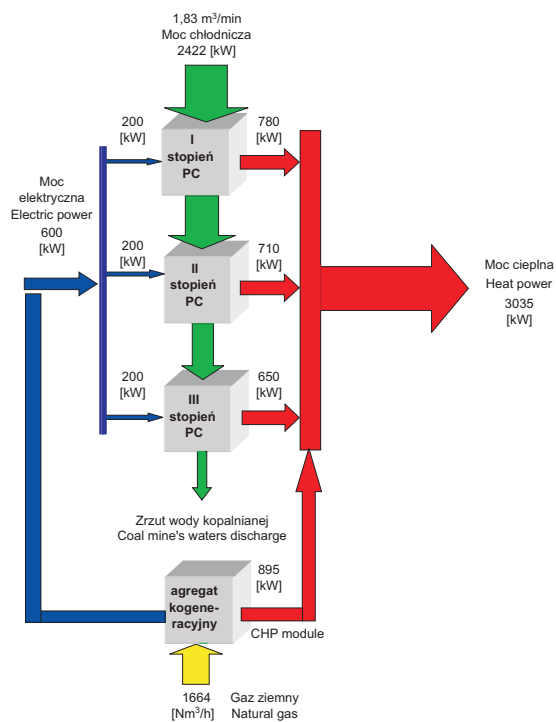 1,83 m³/min
Moc chłodnicza
2422 [kW]
200
[kW]
I
stopień
PC
780
[kW]
Moc
elektryczna
Electric power
600
[kW]
200
[kW]
II
stopień
PC
710
[kW]
Moc cieplna
Heat power
3035
[kW]
200
[kW]
III
stopień
PC
650
[kW]
Zrzut wody kopalnianej
Coal mine's waters discharge
agregat
kogene-
racyjny
895
[kW]
CHP module
1664
[Nm³/h]
Gaz ziemny
Natural gas